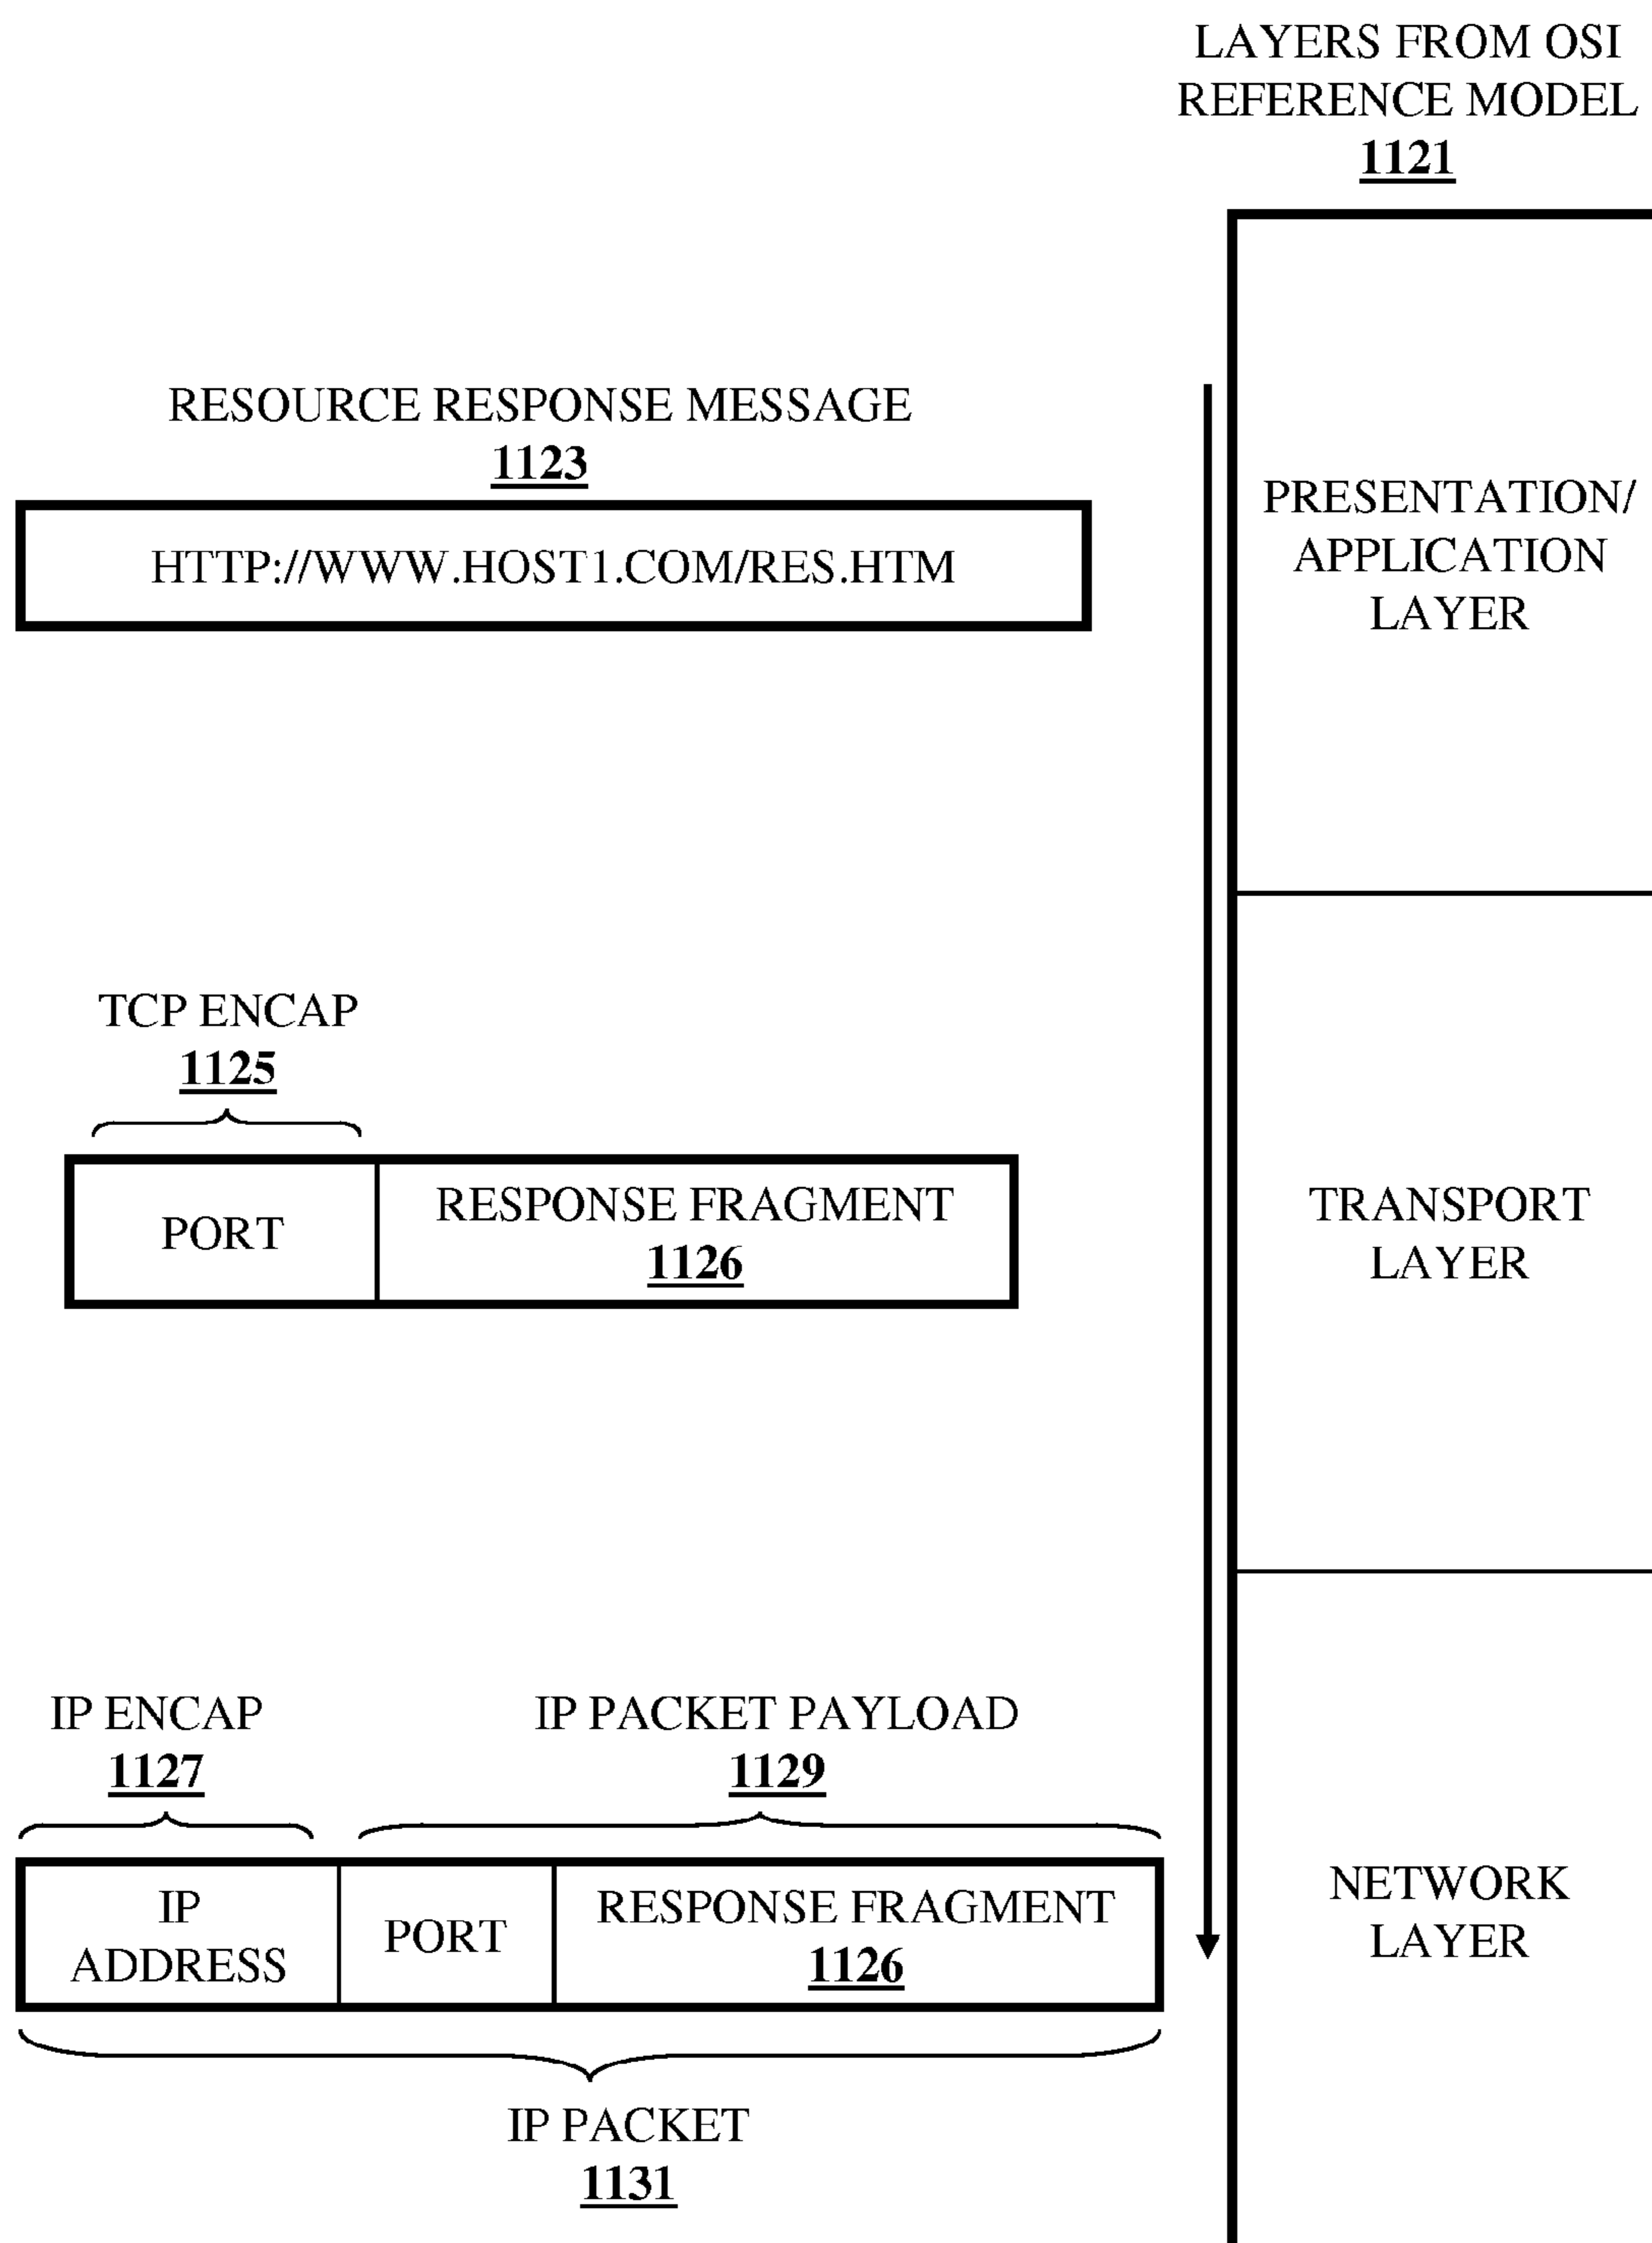 LAYERS FROM OSI
REFERENCE MODEL
1121
RESOURCE RESPONSE MESSAGE
1123
HTTP://WWW.HOST1.COM/RES.HTM
PRESENTATION/
APPLICATION
LAYER
TCP ENCAP
1125
PORT
RESPONSE FRAGMENT
1126
TRANSPORT
LAYER
IP ENCAP
1127
IP PACKET PAYLOAD
1129
IP
ADDRESS
PORT
RESPONSE FRAGMENT
1126
NETWORK
LAYER
IP PACKET
1131